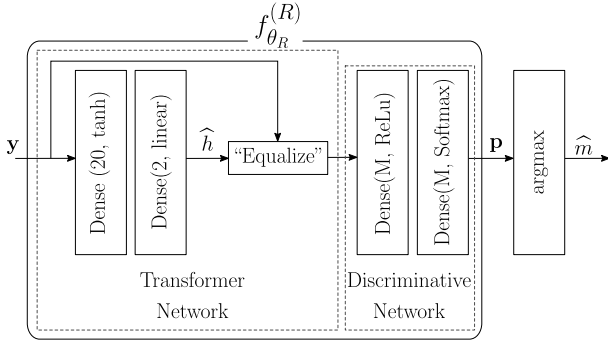 f_{θ_R}^{(R)}
y
Dense (20, tanh)
Dense(2, linear)
ĥ
“Equalize”
Dense(M, ReLu)
Dense(M, Softmax)
p
argmax
m̂
Transformer
Network
Discriminative
Network